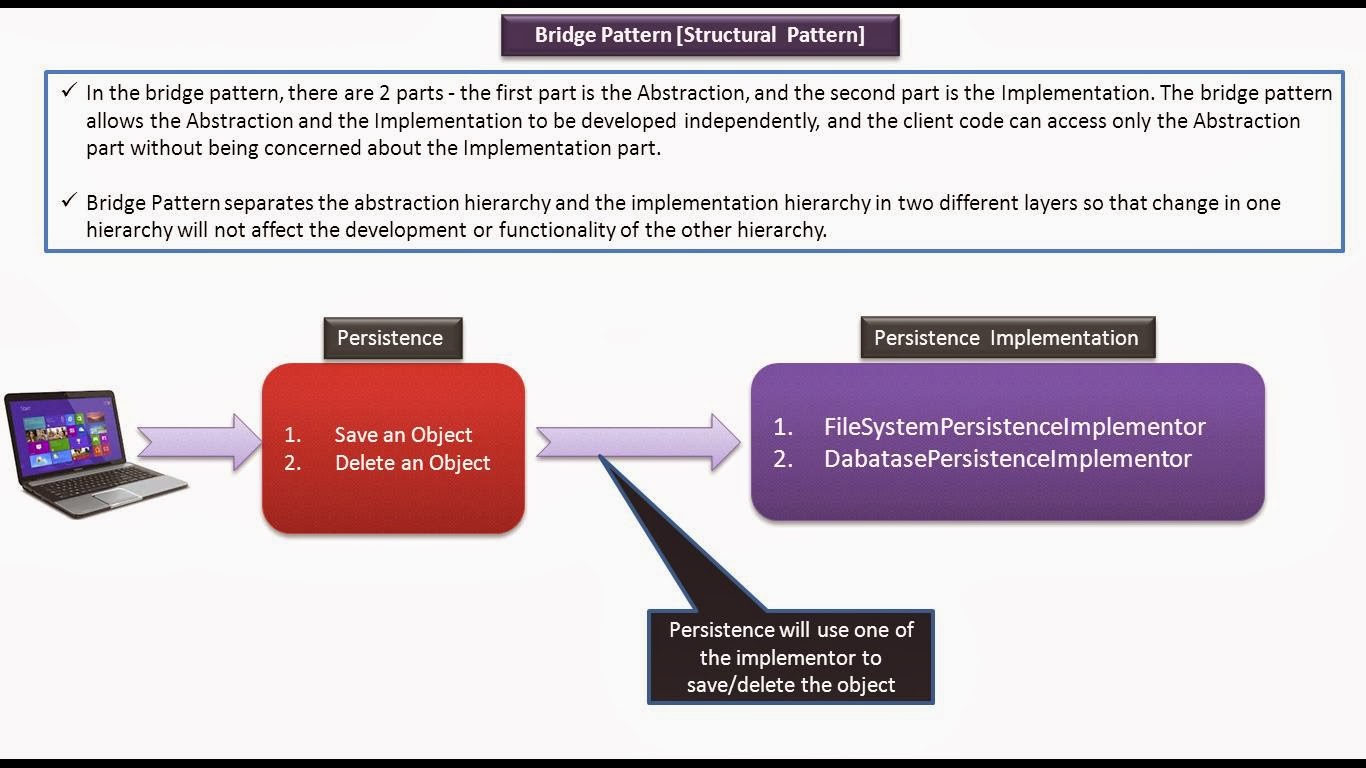 Bridge Pattern [Structural Pattern]
✓ In the bridge pattern, there are 2 parts - the first part is the Abstraction, and the second part is the Implementation. The bridge pattern
allows the Abstraction and the Implementation to be developed independently, and the client code can access only the Abstraction
part without being concerned about the Implementation part.
✓ Bridge Pattern separates the abstraction hierarchy and the implementation hierarchy in two different layers so that change in one
hierarchy will not affect the development or functionality of the other hierarchy.
Persistence
1. Save an Object
2. Delete an Object
Persistence Implementation
1. FileSystemPersistenceImplementor
2. DabatasePersistenceImplementor
Persistence will use one of
the implementor to
save/delete the object